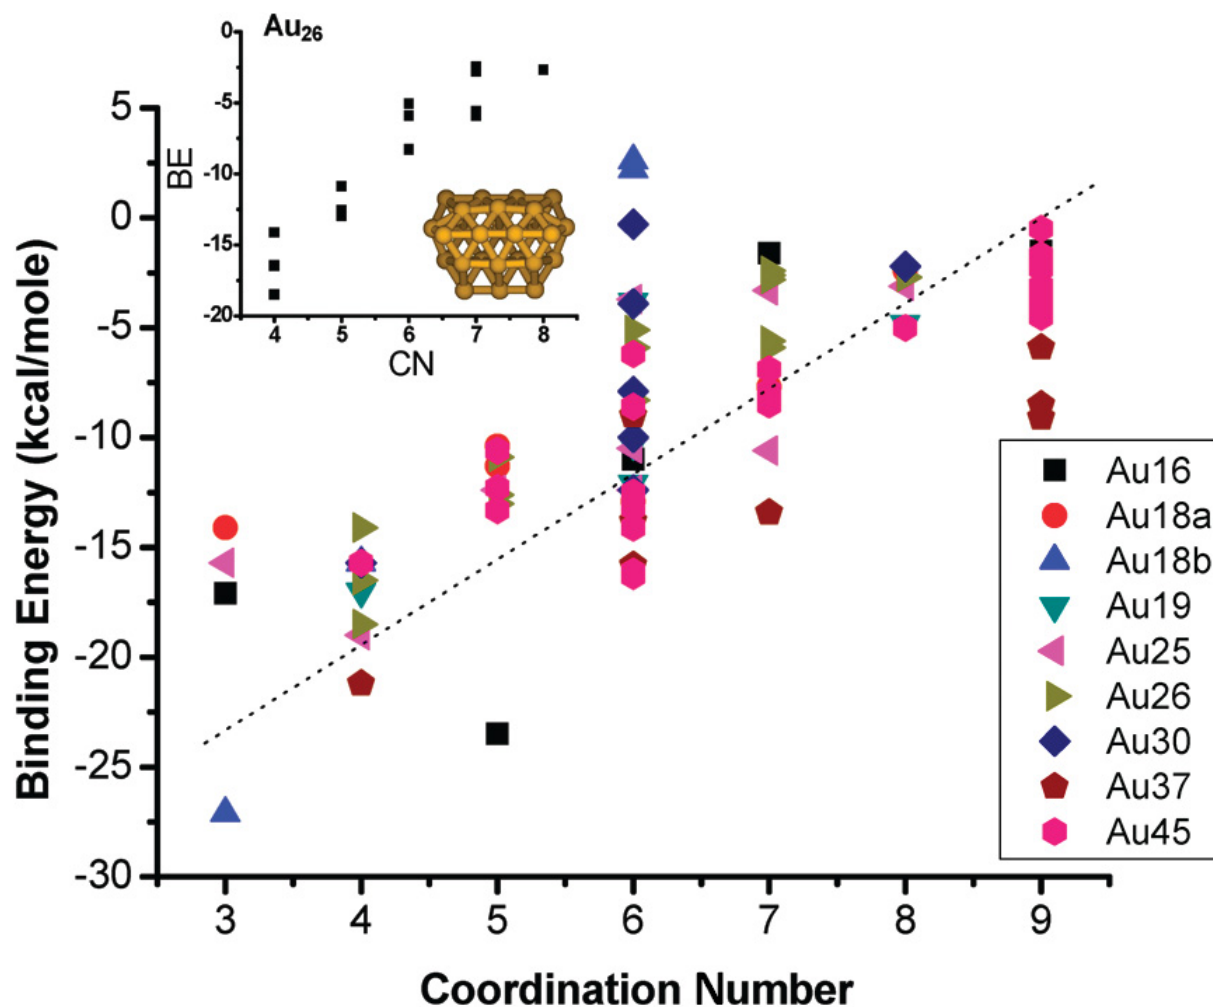 Au26
0
-5
-10
-15
-20
BE
4 5 6 7 8
CN
5
0
-5
-10
-15
-20
-25
-30
Binding Energy (kcal/mole)
3 4 5 6 7 8 9
Coordination Number
Au16
Au18a
Au18b
Au19
Au25
Au26
Au30
Au37
Au45